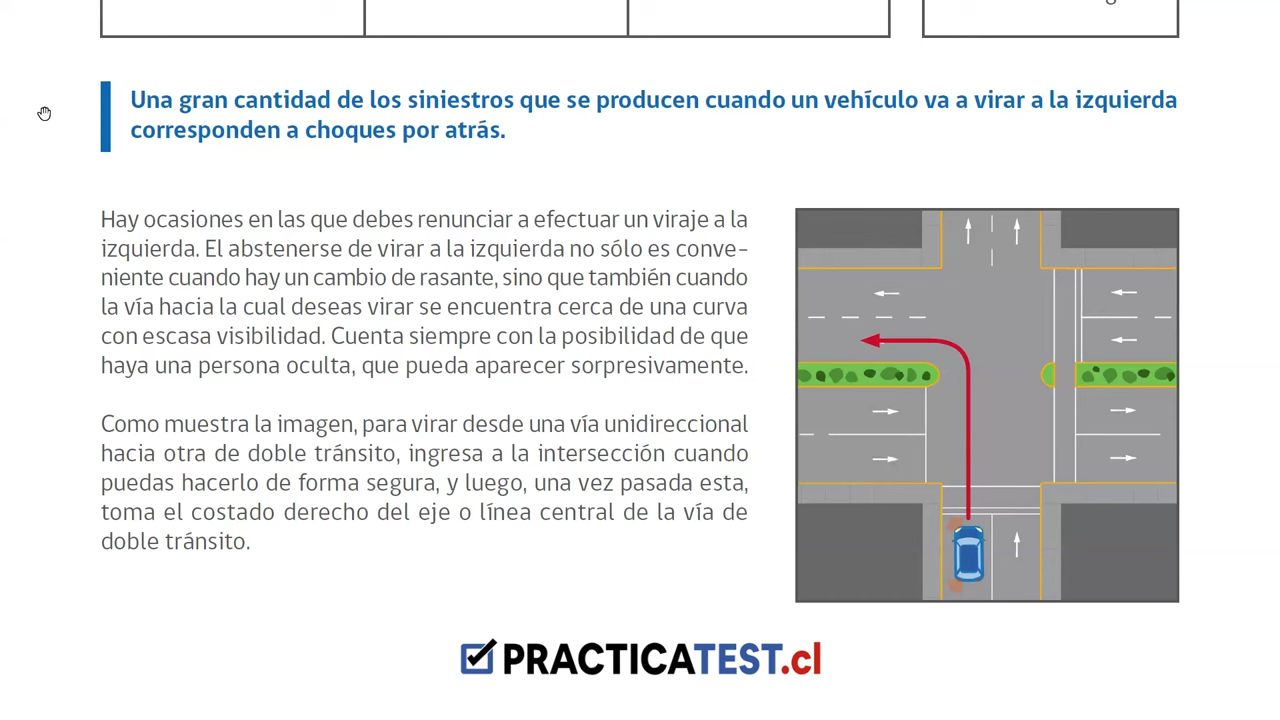 Una gran cantidad de los siniestros que se producen cuando un vehículo va a virar a la izquierda
corresponden a choques por atrás.
Hay ocasiones en las que debes renunciar a efectuar un viraje a la
izquierda. El abstenerse de virar a la izquierda no sólo es conve-
niente cuando hay un cambio de rasante, sino que también cuando
la vía hacia la cual deseas virar se encuentra cerca de una curva
con escasa visibilidad. Cuenta siempre con la posibilidad de que
haya una persona oculta, que pueda aparecer sorpresivamente.
Como muestra la imagen, para virar desde una vía unidireccional
hacia otra de doble tránsito, ingresa a la intersección cuando
puedas hacerlo de forma segura, y luego, una vez pasada esta,
toma el costado derecho del eje o línea central de la vía de
doble tránsito.
PRACTICATEST.cl